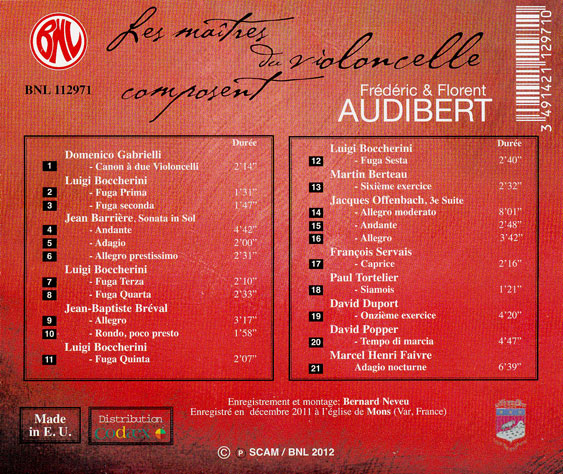 BNL
BNL 112971
Les maîtres
du violoncelle
composent
Frédéric & Florent
AUDIBERT
3 491421 129710
Durée
Domenico Gabrielli
1 - Canon à due Violoncelli 2’14”
Luigi Boccherini
2 - Fuga Prima 1’31”
3 - Fuga seconda 1’47”
Jean Barrière, Sonata in Sol
4 - Andante 4’42”
5 - Adagio 2’00”
6 - Allegro prestissimo 2’31”
Luigi Boccherini
7 - Fuga Terza 2’10”
8 - Fuga Quarta 2’33”
Jean-Baptiste Bréval
9 - Allegro 3’17”
10 - Rondo, poco presto 1’58”
Luigi Boccherini
11 - Fuga Quinta 2’07”
Durée
Luigi Boccherini
12 - Fuga Sesta 2’40”
Martin Berteau
13 - Sixième exercice 2’32”
Jacques Offenbach, 3e Suite
14 - Allegro moderato 8’01”
15 - Andante 2’48”
16 - Allegro 3’42”
François Servais
17 - Caprice 2’16”
Paul Tortelier
18 - Siamois 1’21”
David Duport
19 - Onzième exercice 4’20”
David Popper
20 - Tempo di marcia 4’47”
Marcel Henri Faivre
21 Adagio nocturne 6’39”
Enregistrement et montage: Bernard Neveu
Enregistré en décembre 2011 à l’église de Mons (Var, France)
Made
in E. U.
Distribution
codaex
© ℗ SCAM / BNL 2012